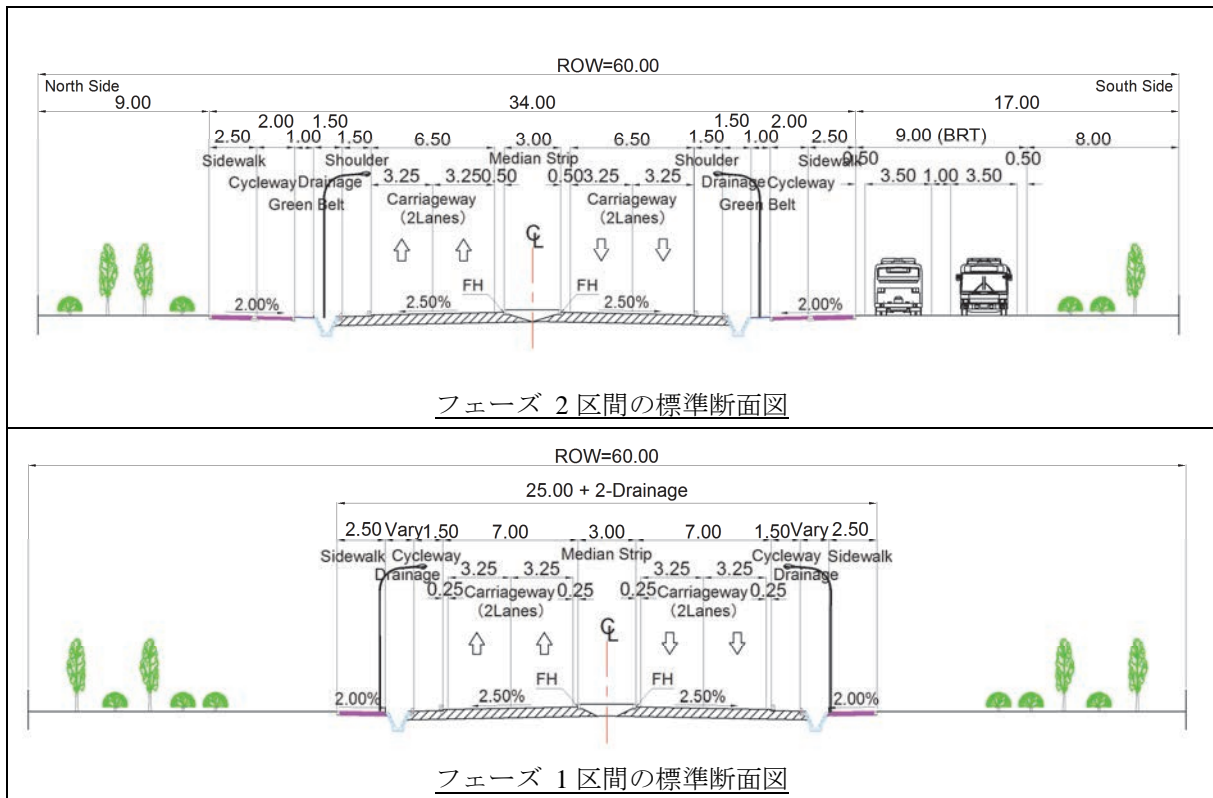 ROW=60.00
North Side South Side
9.00 34.00 17.00
1.50 1.50
2.00 2.00
2.50 1.00 1.50 6.50 3.00 6.50 1.50 1.00 2.50 9.00 (BRT) 8.00
Sidewalk Shoulder Median Strip Shoulder Sidewalk 0.50 0.50
Cycleway Drainage 3.25 3.25 0.50 0.50 3.25 3.25 Drainage Cycleway 3.50 1.00 3.50
Green Belt Carriageway Carriageway Green Belt
(2Lanes) (2Lanes)
CL
FH FH
2.00% 2.50% 2.50% 2.00%
フェーズ 2 区間の標準断面図
ROW=60.00
25.00 + 2-Drainage
2.50 Vary 1.50 7.00 3.00 7.00 1.50 Vary 2.50
Sidewalk Cycleway Median Strip Cycleway Sidewalk
Drainage 3.25 3.25 3.25 3.25 Drainage
0.25 Carriageway 0.25 0.25 Carriageway 0.25
(2Lanes) (2Lanes)
CL
FH FH
2.00% 2.50% 2.50% 2.00%
フェーズ 1 区間の標準断面図